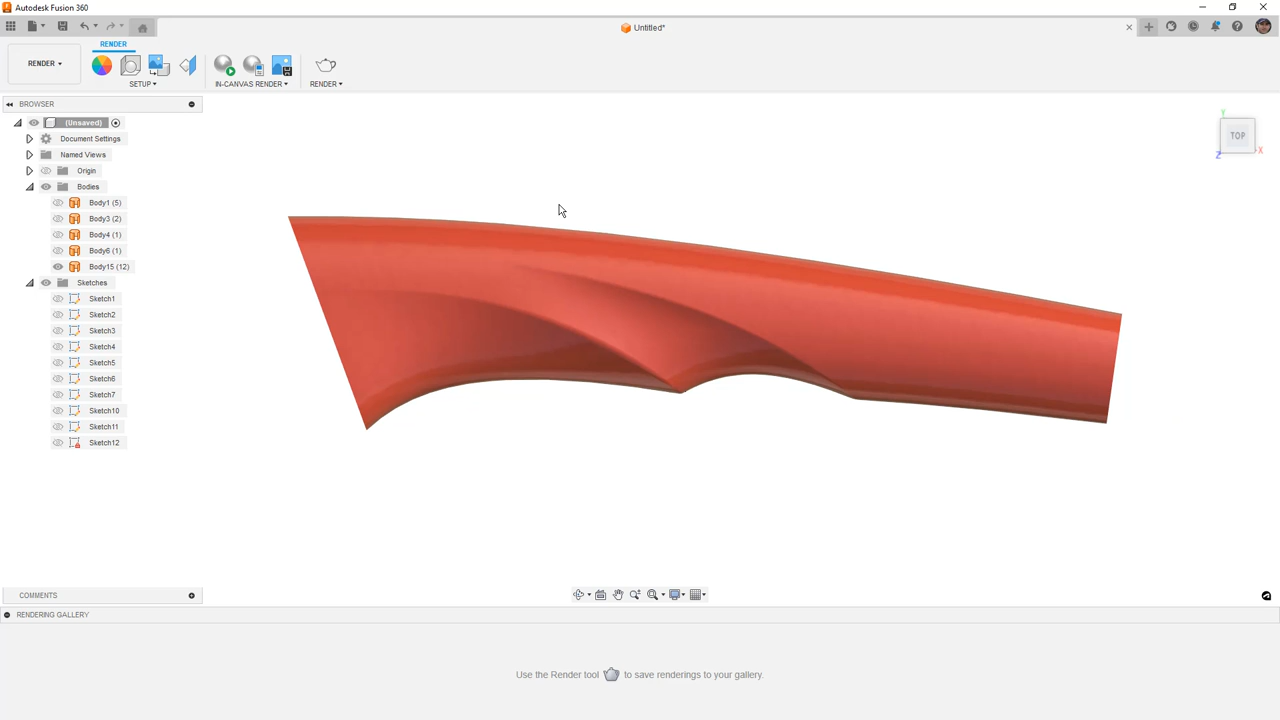 Autodesk Fusion 360
Untitled*
RENDER
RENDER
SETUP
IN-CANVAS RENDER
RENDER
BROWSER
(Unsaved)
Document Settings
Named Views
Origin
Bodies
Body1 (5)
Body3 (2)
Body4 (1)
Body6 (1)
Body15 (12)
Sketches
Sketch1
Sketch2
Sketch3
Sketch4
Sketch5
Sketch6
Sketch7
Sketch10
Sketch11
Sketch12
Y
TOP
X
Z
COMMENTS
RENDERING GALLERY
Use the Render tool to save renderings to your gallery.